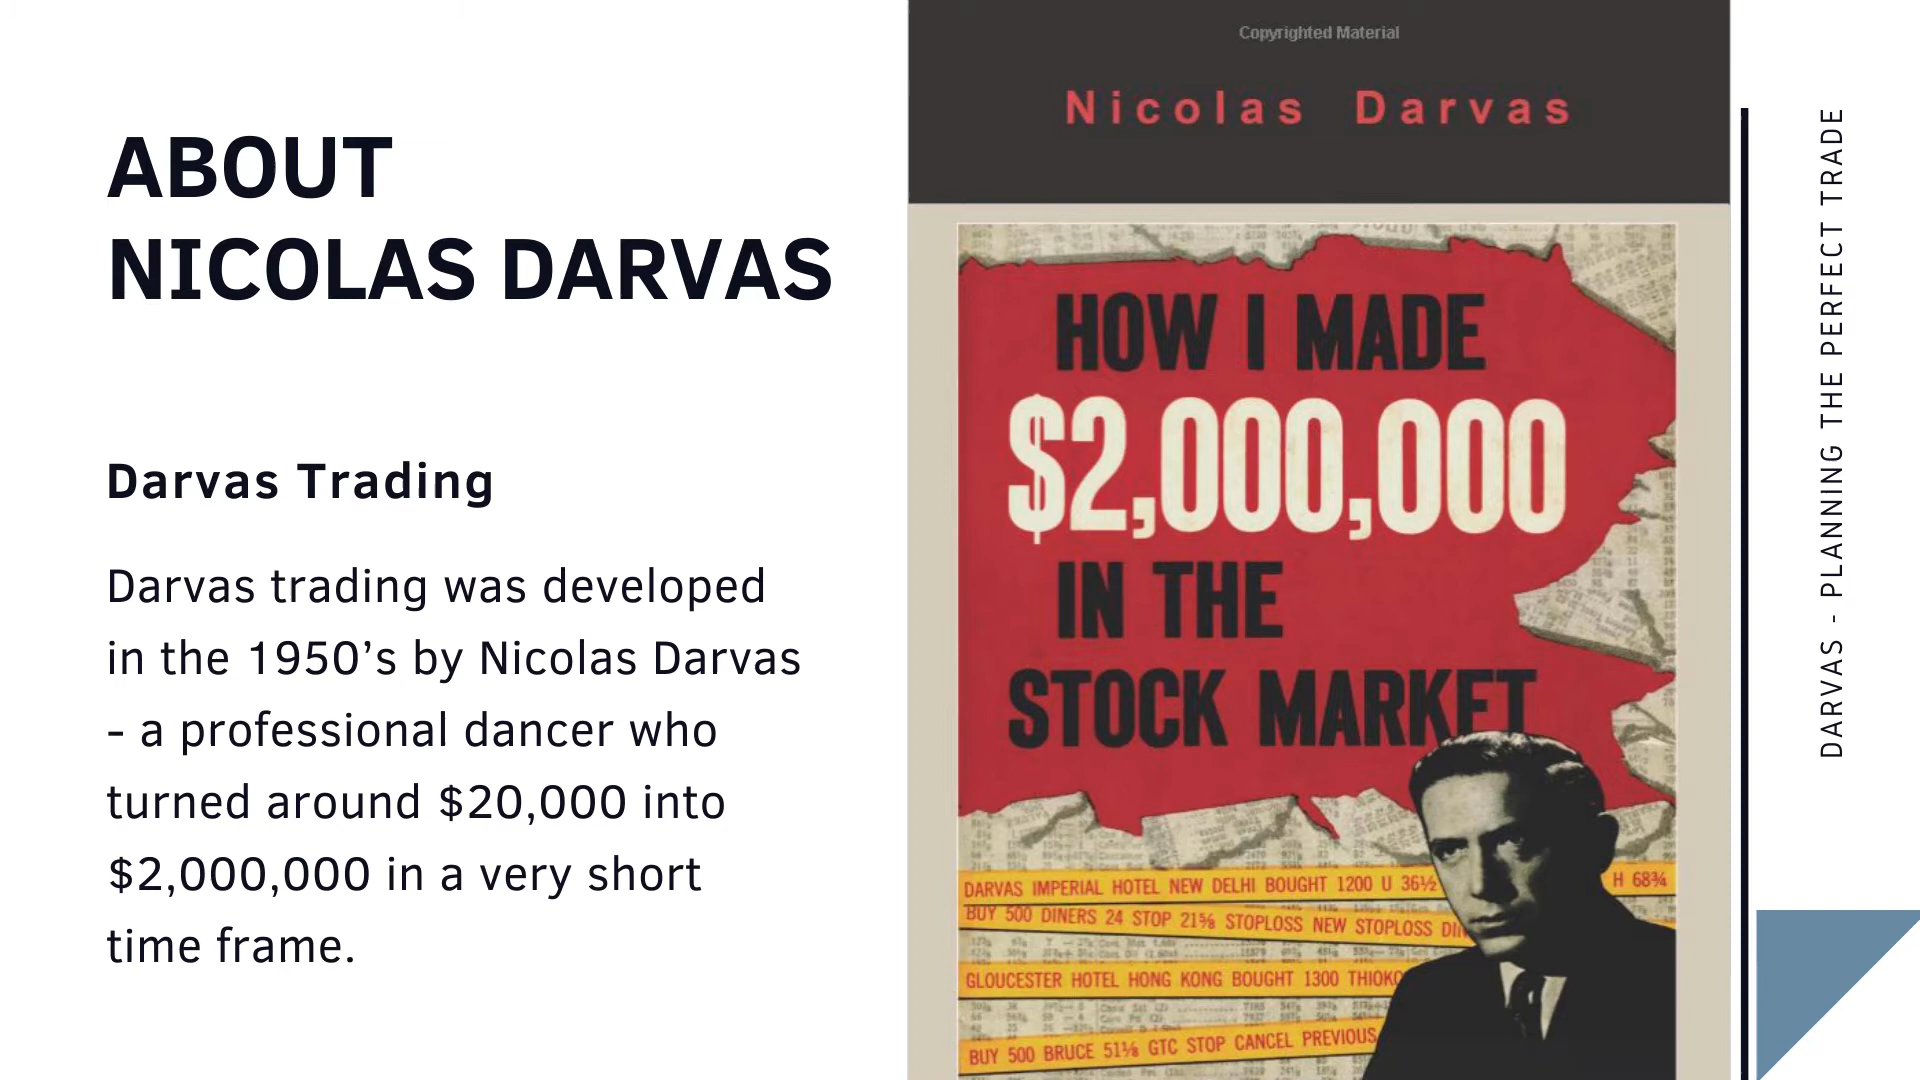 ABOUT
NICOLAS DARVAS
Darvas Trading
Darvas trading was developed
in the 1950’s by Nicolas Darvas
- a professional dancer who
turned around $20,000 into
$2,000,000 in a very short
time frame.
Copyrighted Material
Nicolas Darvas
HOW I MADE
$2,000,000
IN THE
STOCK MARKET
DARVAS IMPERIAL HOTEL NEW DELHI BOUGHT 1200 U 36½ H 68¾
BUY 500 DINERS 24 STOP 21⅝ STOPLOSS NEW STOPLOSS DIN
GLOUCESTER HOTEL HONG KONG BOUGHT 1300 THIOKO
BUY 500 BRUCE 51⅛ GTC STOP CANCEL PREVIOUS
DARVAS - PLANNING THE PERFECT TRADE